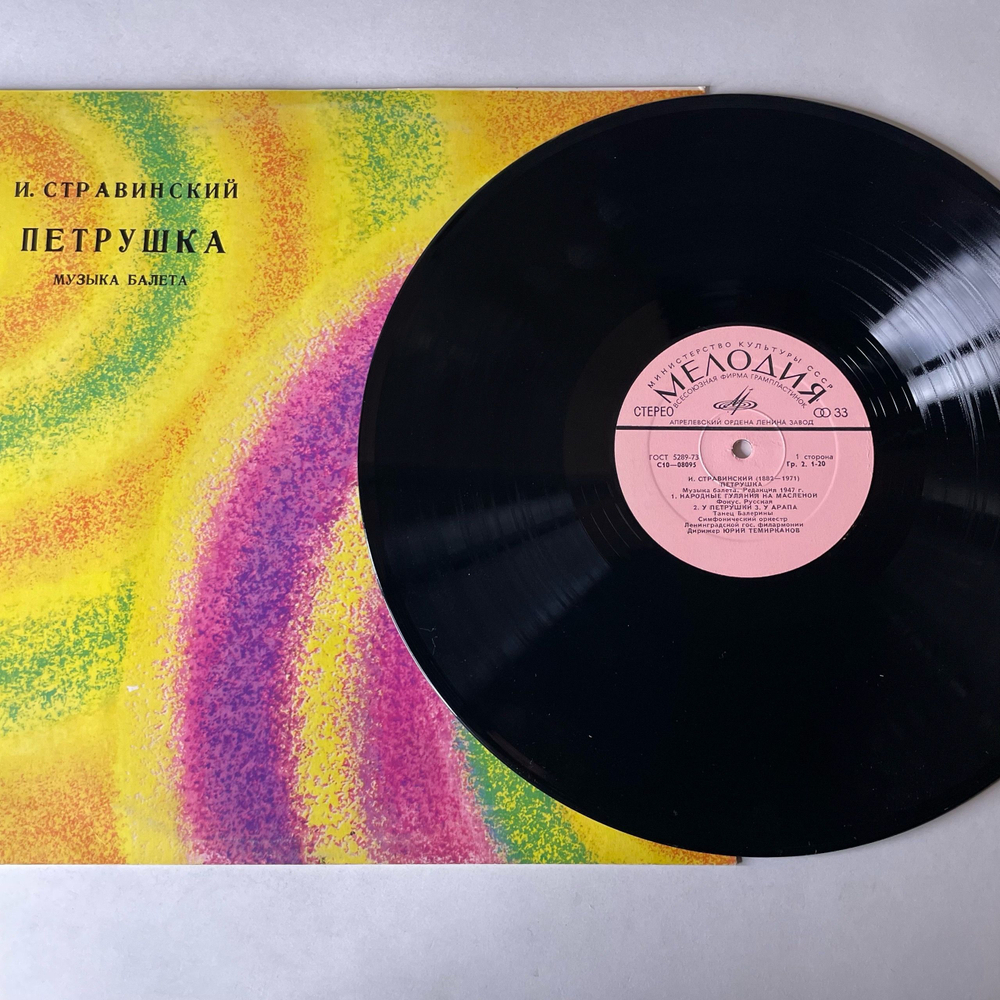 И. СТРАВИНСКИЙ
ПЕТРУШКА
МУЗЫКА БАЛЕТА
МИНИСТЕРСТВО КУЛЬТУРЫ СССР
МЕЛОДИЯ
ВСЕСОЮЗНАЯ ФИРМА ГРАМПЛАСТИНОК
СТЕРЕО 33
АПРЕЛЕВСКИЙ ОРДЕНА ЛЕНИНА ЗАВОД
ГОСТ 5289-73 1 сторона
С10—08095 Гр. 2. 1-20
И. СТРАВИНСКИЙ (1882—1971)
ПЕТРУШКА
Музыка балета. Редакция 1947 г.
1. НАРОДНЫЕ ГУЛЯНИЯ НА МАСЛЕНОЙ
Фокус. Русская
2. У ПЕТРУШКИ 3. У АРАПА
Танец Балерины
Симфонический оркестр
Ленинградской гос. филармонии
Дирижер ЮРИЙ ТЕМИРКАНОВ